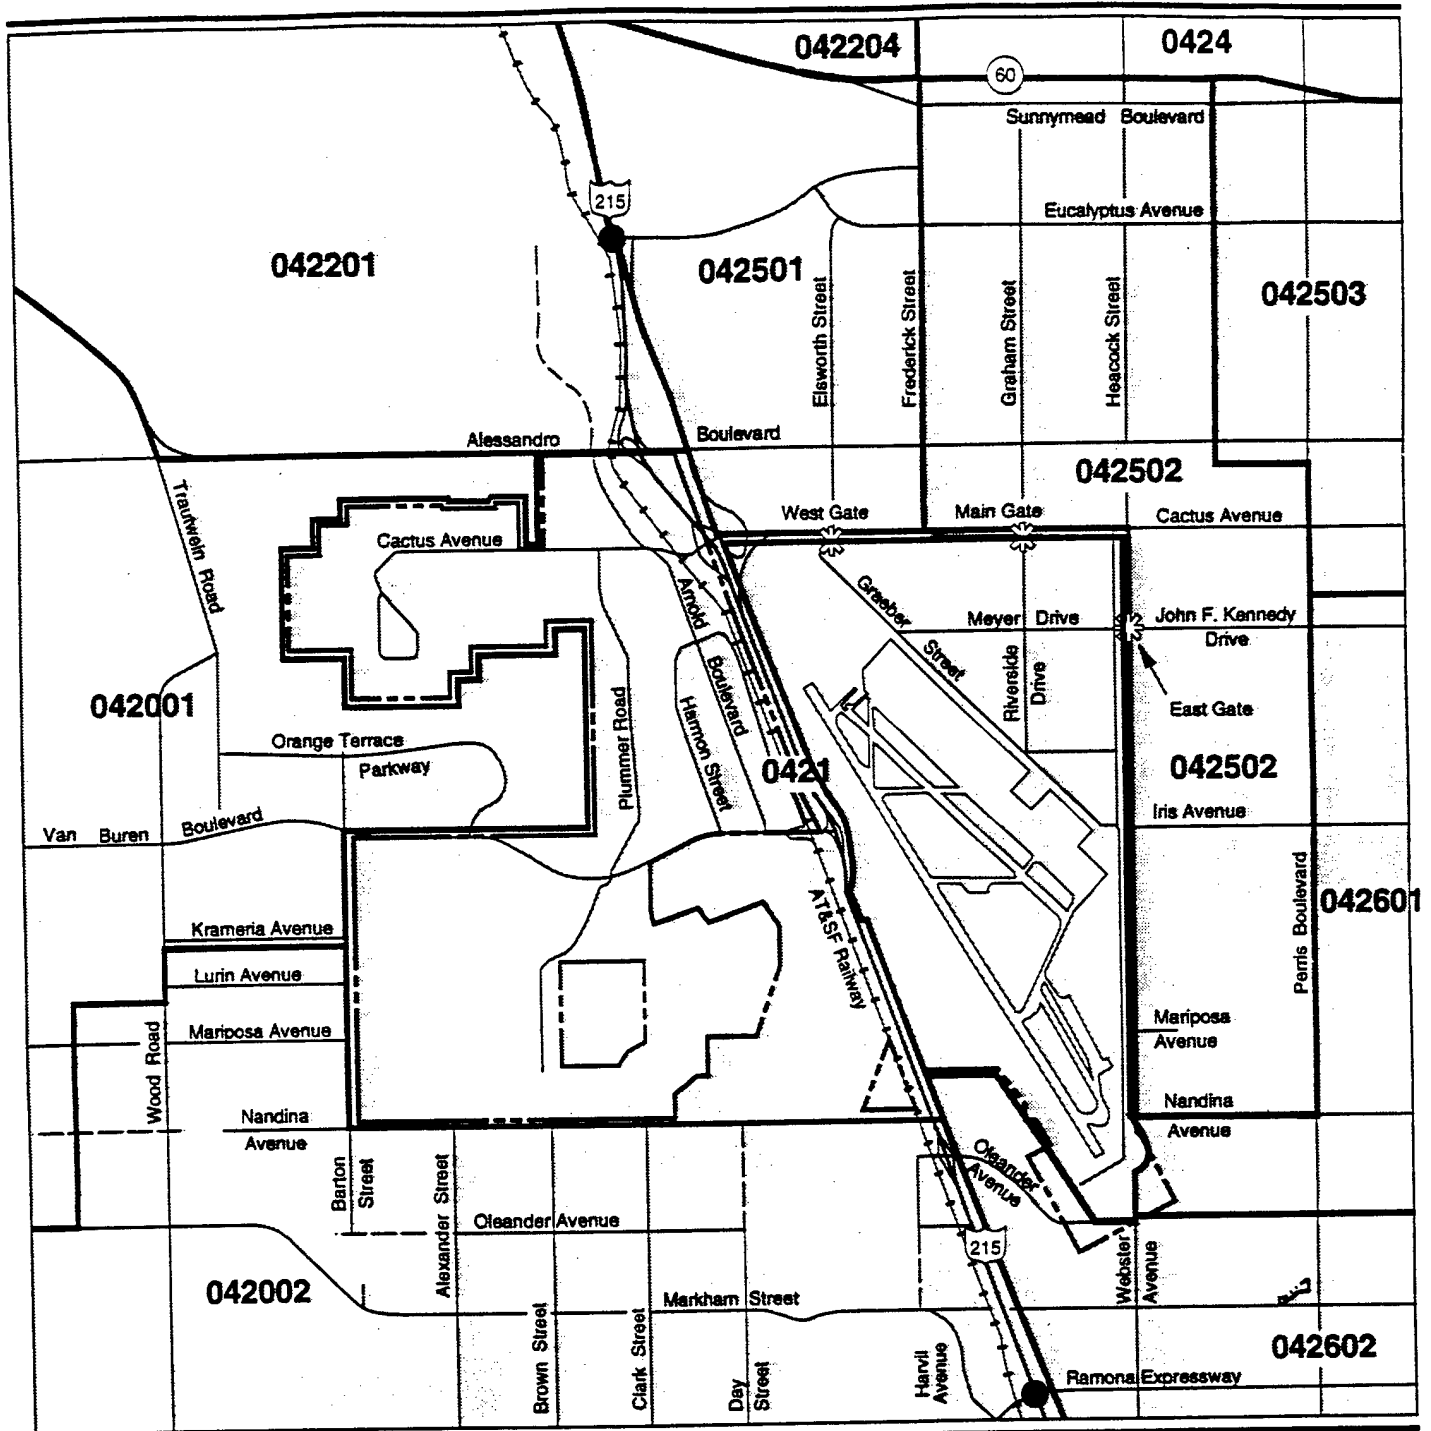 042204
0424
60
Sunnymead Boulevard
215
Eucalyptus Avenue
042201
042501
042503
Elsworth Street
Frederick Street
Graham Street
Heacock Street
Alessandro
Boulevard
042502
Trautwein Road
West Gate
Main Gate
Cactus Avenue
Cactus Avenue
Arnold
Boulevard
Graeber
Street
Meyer Drive
John F. Kennedy
Drive
Riverside
Drive
East Gate
042001
Plummer Road
Harmon Street
Orange Terrace
Parkway
0421
042502
Van Buren Boulevard
Iris Avenue
Perris Boulevard
042601
AT&SF Railway
Krameria Avenue
Lurin Avenue
Mariposa Avenue
Mariposa
Avenue
Wood Road
Nandina
Avenue
Nandina
Avenue
Barton
Street
Alexander Street
Oleander
Avenue
Oleander Avenue
215
Webster
Avenue
042002
Markham Street
Brown Street
Clark Street
Day
Street
Harvil
Avenue
042602
Ramona Expressway